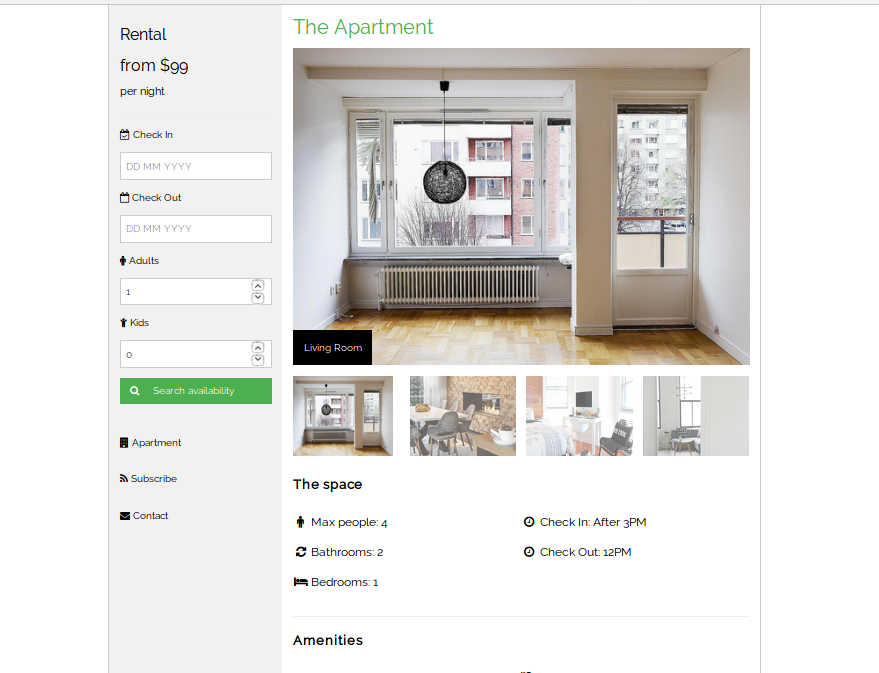 Rental
from $99
per night
Check In
DD MM YYYY
Check Out
DD MM YYYY
Adults
1
Kids
0
Search availability
Apartment
Subscribe
Contact
The Apartment
Living Room
The space
Max people: 4
Bathrooms: 2
Bedrooms: 1
Check In: After 3PM
Check Out: 12PM
Amenities